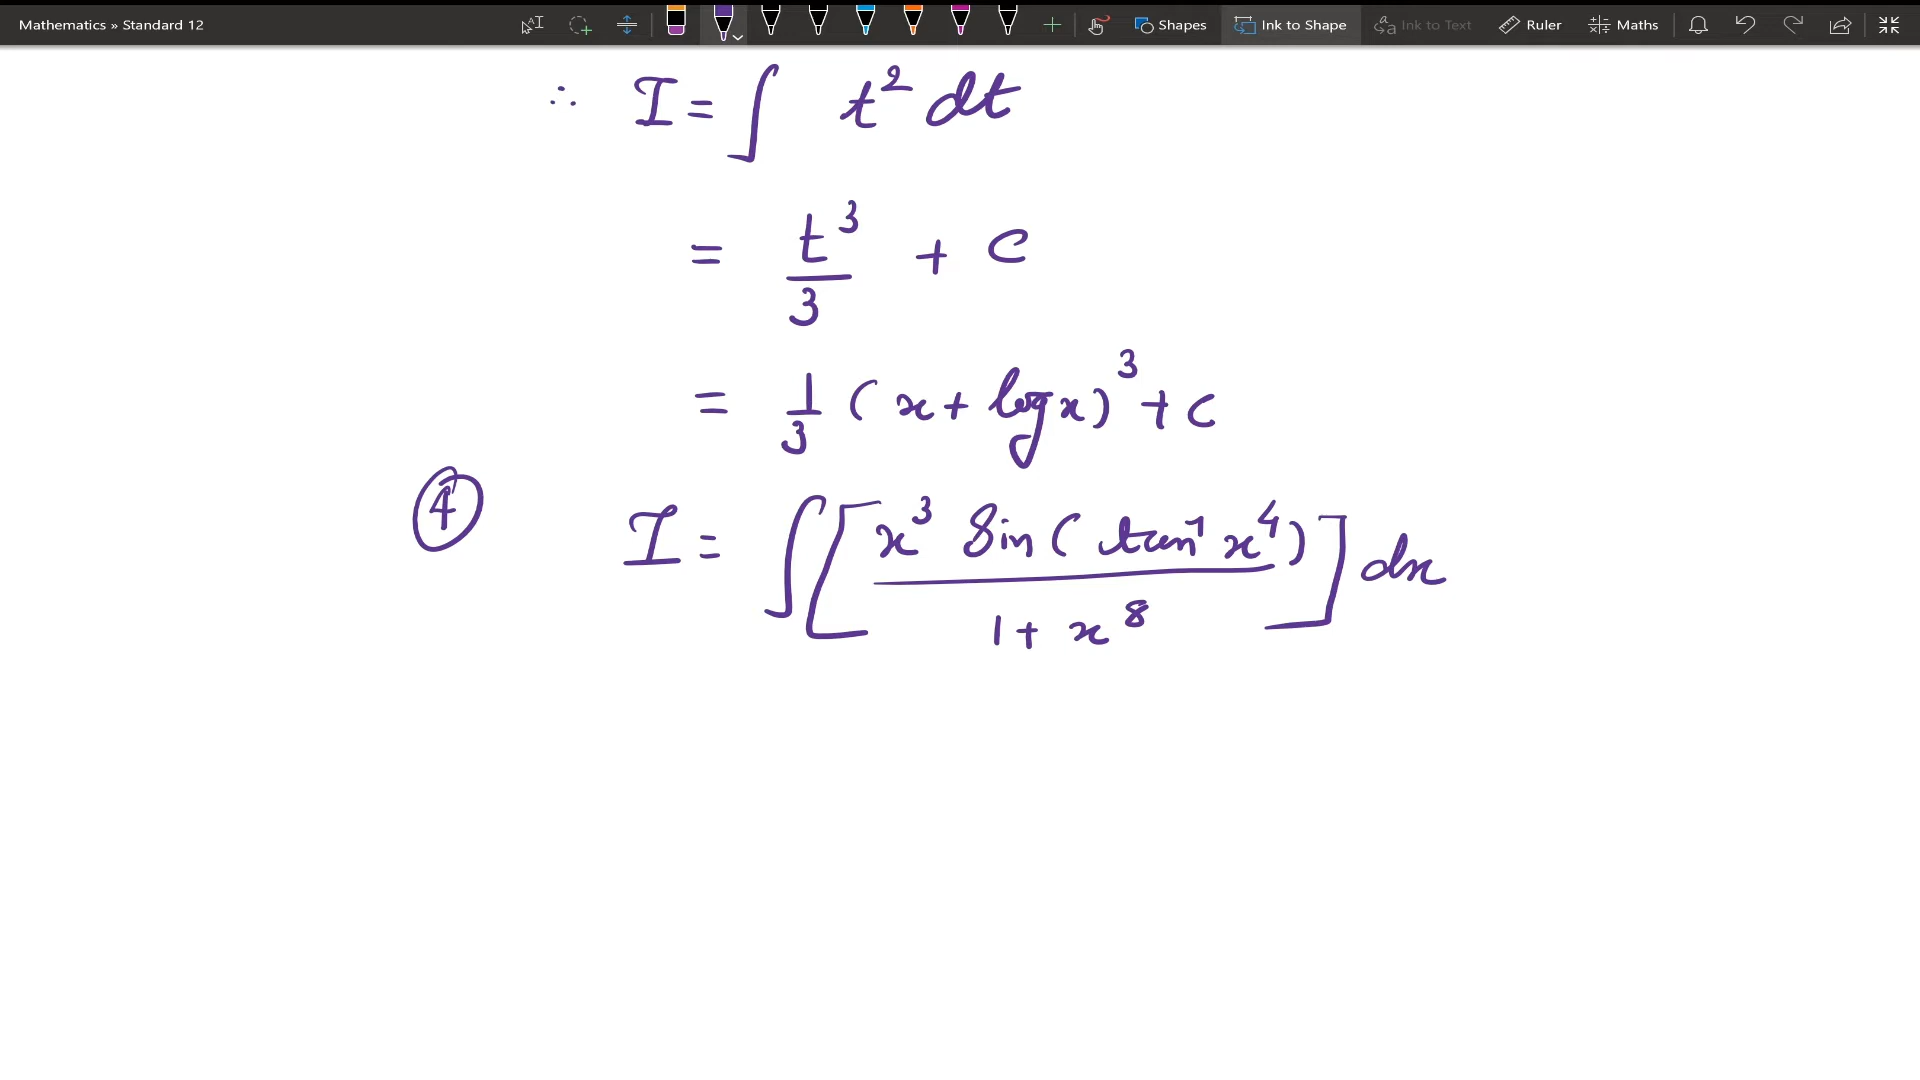 Mathematics » Standard 12
Shapes Ink to Shape Ink to Text Ruler Maths
∴ I = ∫ t² dt
= t³/3 + c
= 1/3 (x + log x)³ + c
④ I = ∫ [x³ sin(tan⁻¹ x⁴) / 1 + x⁸] dx